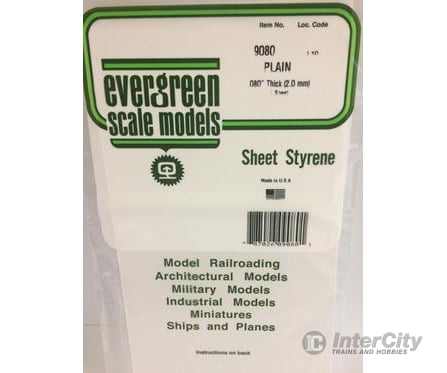 Item No. Loc. Code
9080
PLAIN
.080" Thick (2.0 mm)
evergreen
scale models
Sheet Styrene
Made in U.S.A
Model Railroading
Architectural Models
Military Models
Industrial Models
Miniatures
Ships and Planes
Instructions on back
InterCity
TRAINS AND HOBBIES